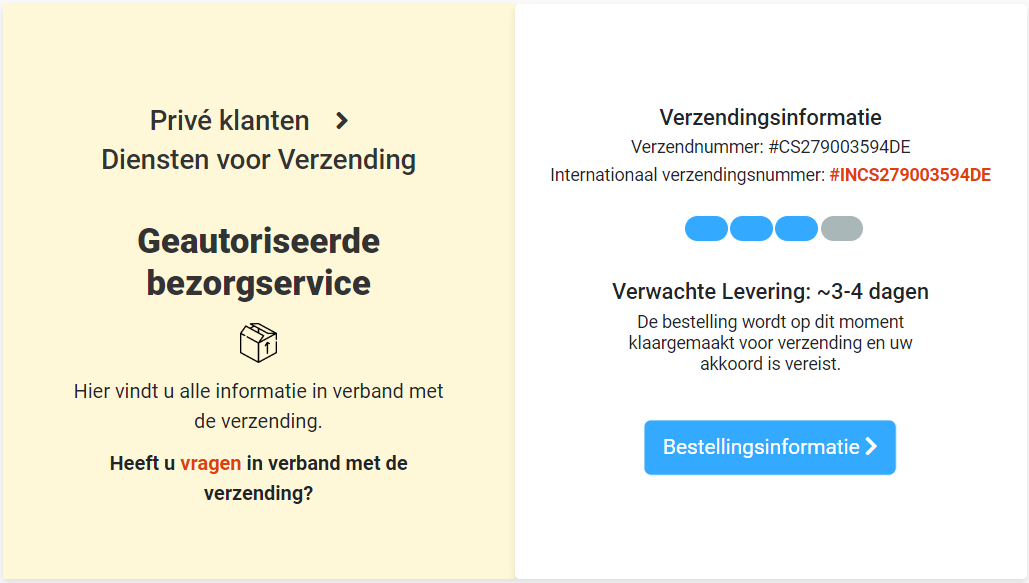 Privé klanten
Diensten voor Verzending
Geautoriseerde
bezorgservice
Hier vindt u alle informatie in verband met
de verzending.
Heeft u vragen in verband met de
verzending?
Verzendingsinformatie
Verzendnummer: #CS279003594DE
Internationaal verzendingsnummer: #INCS279003594DE
Verwachte Levering: ~3-4 dagen
De bestelling wordt op dit moment
klaargemaakt voor verzending en uw
akkoord is vereist.
Bestellingsinformatie